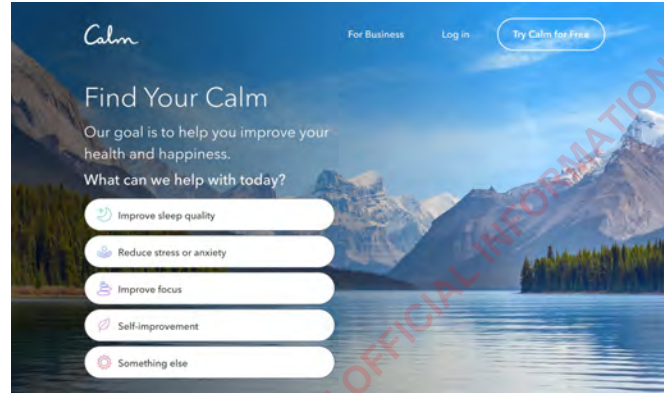 Calm
For Business
Log in
Try Calm for Free
Find Your Calm
Our goal is to help you improve your
health and happiness.
What can we help with today?
Improve sleep quality
Reduce stress or anxiety
Improve focus
Self-improvement
Something else
OFFICIAL INFORMATION